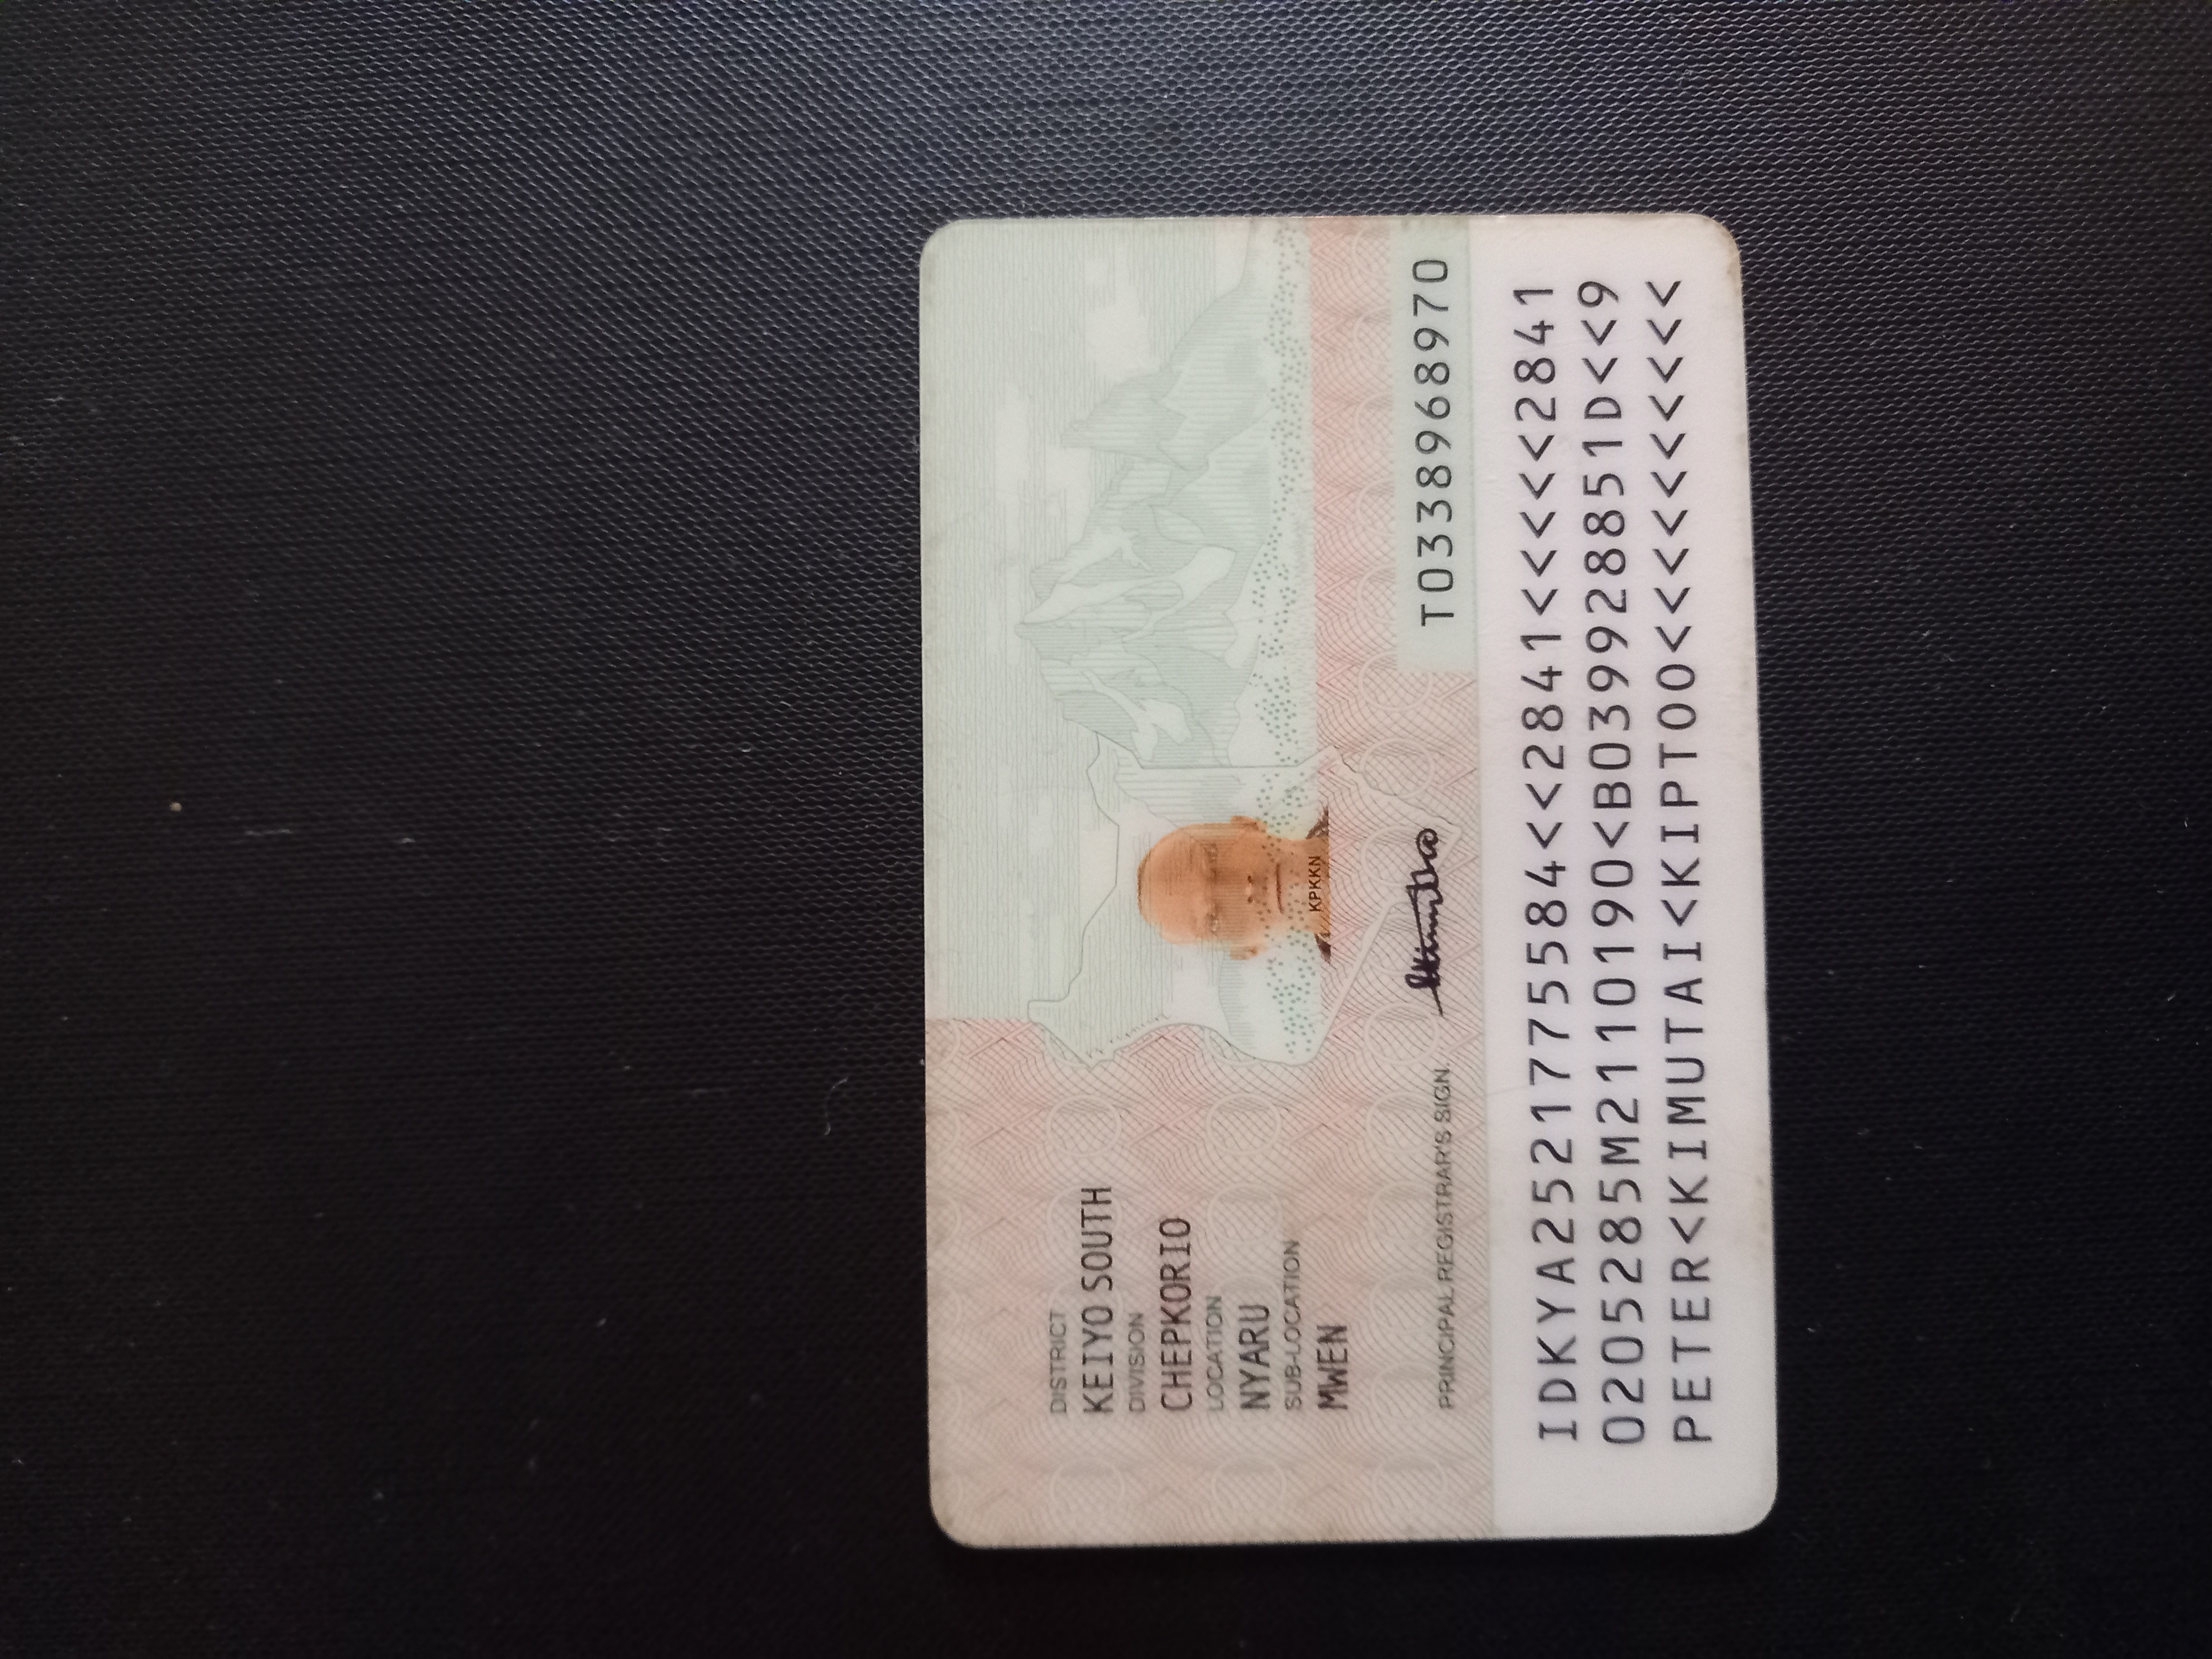 DISTRICT
KEIYO SOUTH
DIVISION
CHEPKORIO
LOCATION
NYARU
SUB-LOCATION
MWEN
KPKKN
PRINCIPAL REGISTRAR'S SIGN.
T0338968970
IDKYA2521775584<<2841<<<<<2841
0205285M2110190<B039928851D<<9
PETER<KIMUTAI<KIPTOO<<<<<<<<<<